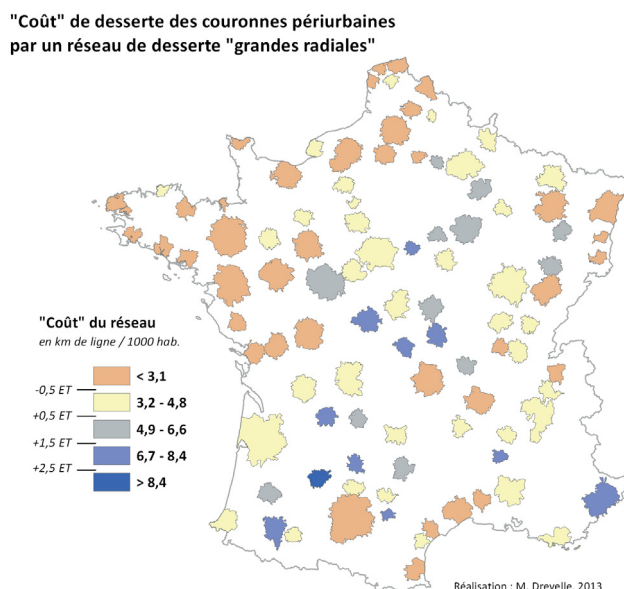 "Coût" de desserte des couronnes périurbaines
par un réseau de desserte "grandes radiales"
"Coût" du réseau
en km de ligne / 1000 hab.
< 3,1
-0,5 ET
3,2 - 4,8
+0,5 ET
4,9 - 6,6
+1,5 ET
6,7 - 8,4
+2,5 ET
> 8,4
Réalisation : M. Drevelle, 2013